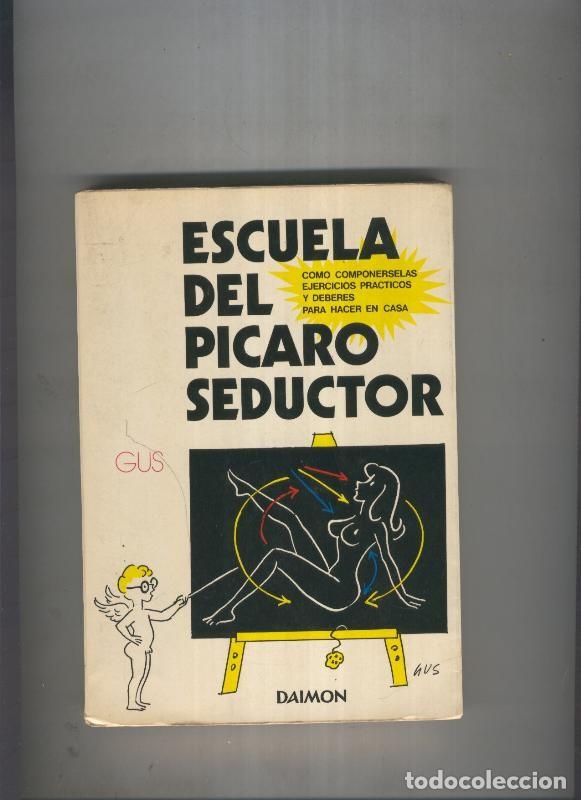 ESCUELA
DEL
PICARO
SEDUCTOR
COMO COMPONERSELAS
EJERCICIOS PRACTICOS
Y DEBERES
PARA HACER EN CASA
GUS
GUS
DAIMON
todocoleccion